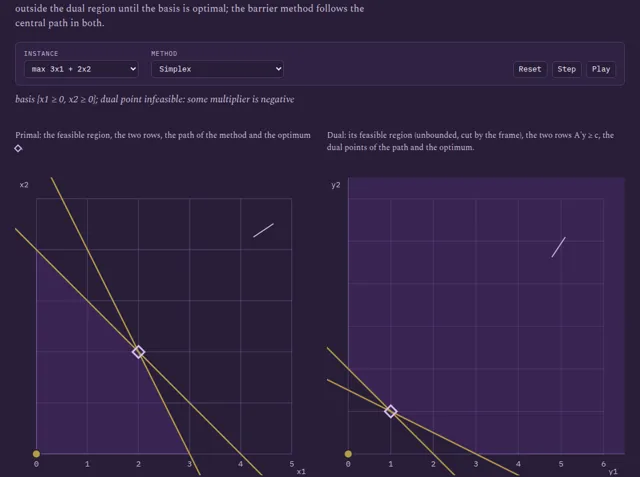 outside the dual region until the basis is optimal; the barrier method follows the
central path in both.
INSTANCE
METHOD
max 3x1 + 2x2
Simplex
Reset
Step
Play
basis {x1 ≥ 0, x2 ≥ 0}; dual point infeasible: some multiplier is negative
Primal: the feasible region, the two rows, the path of the method and the optimum
◇.
Dual: its feasible region (unbounded, cut by the frame), the two rows A'y ≥ c, the
dual points of the path and the optimum.
x2
0 1 2 3 4 5
x1
y2
0 1 2 3 4 5 6
y1